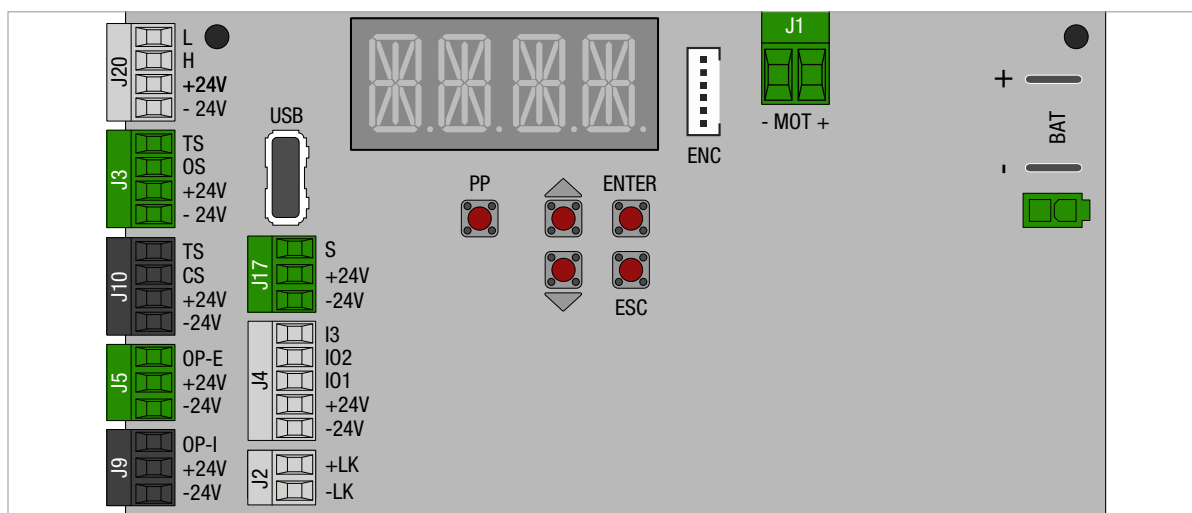 J20
L
H
+24V
- 24V
J3
TS
OS
+24V
- 24V
J10
TS
CS
+24V
-24V
J5
OP-E
+24V
-24V
J9
OP-I
+24V
-24V
USB
J17
S
+24V
-24V
J4
I3
IO2
IO1
+24V
-24V
J2
+LK
-LK
PP
ENTER
ESC
ENC
J1
- MOT +
+
BAT
-